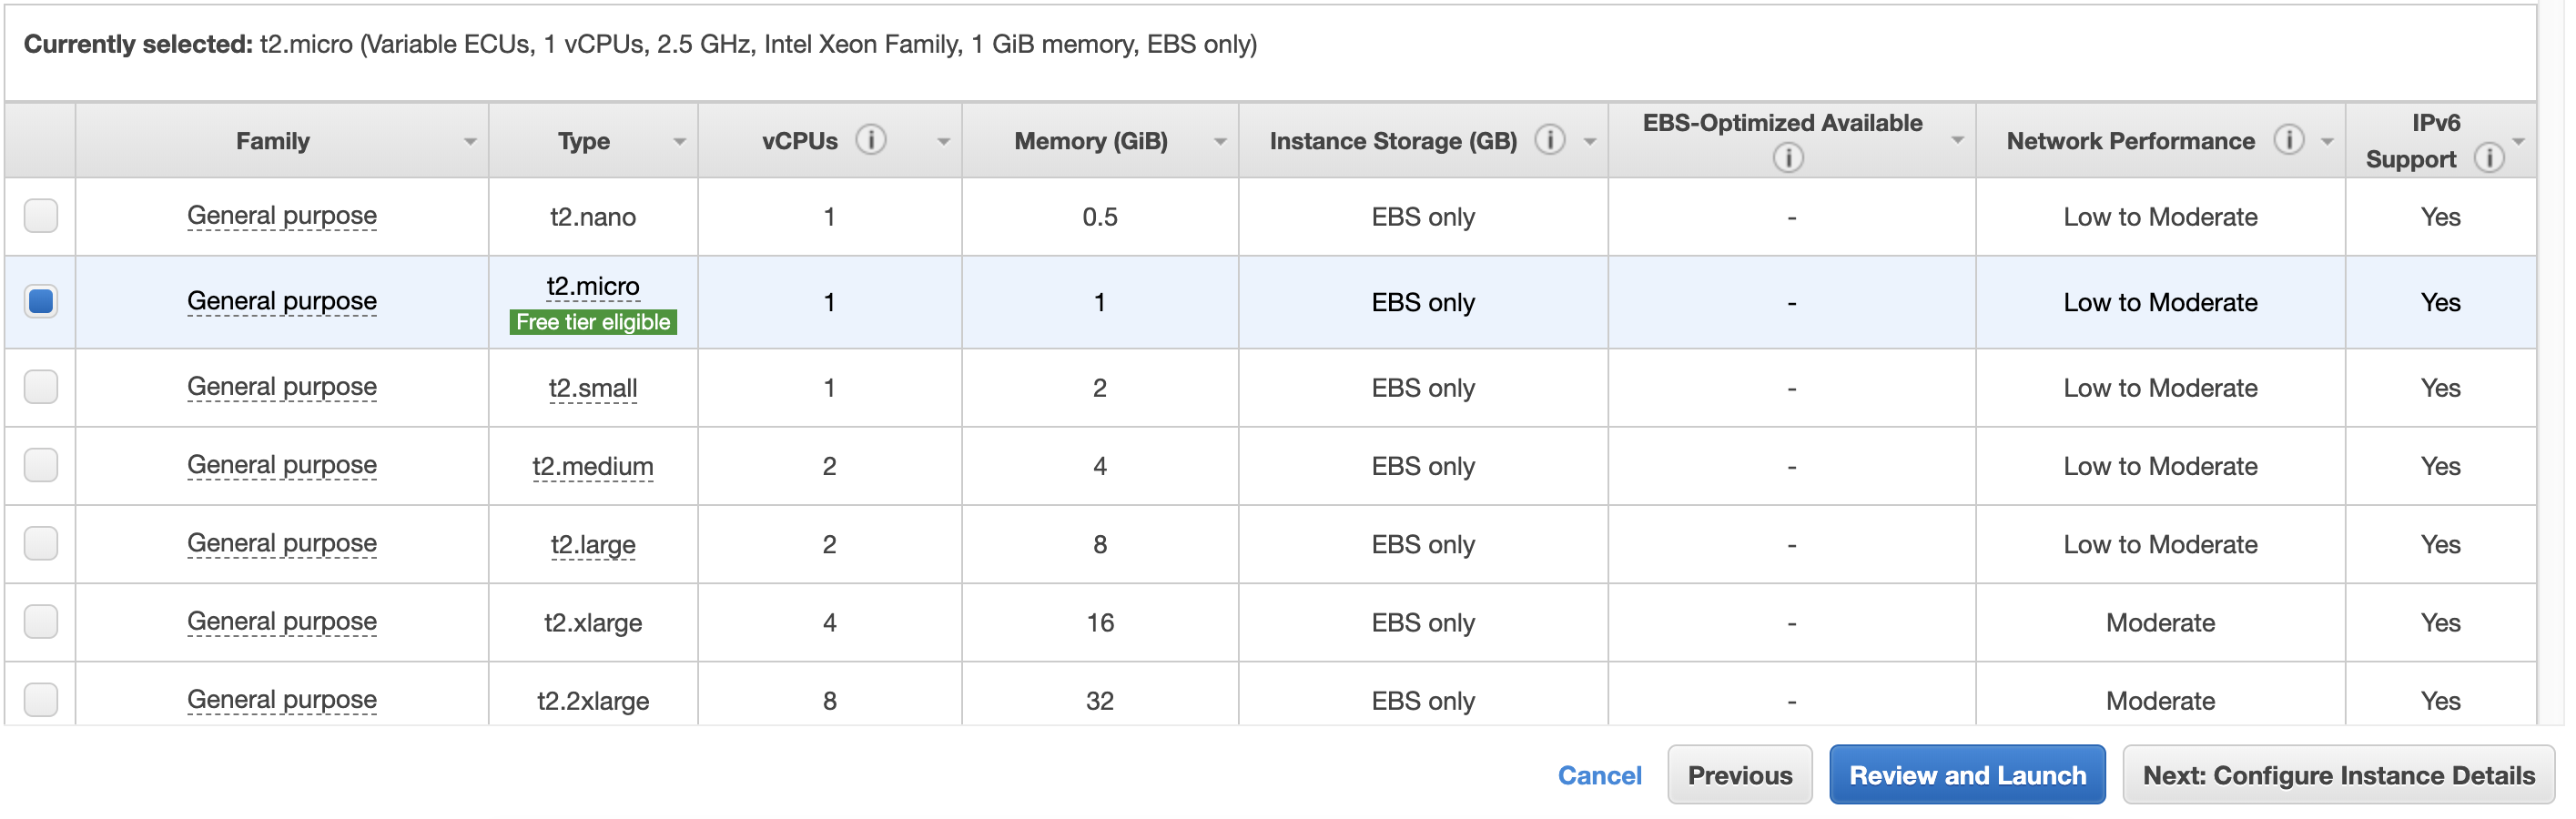 Currently selected: t2.micro (Variable ECUs, 1 vCPUs, 2.5 GHz, Intel Xeon Family, 1 GiB memory, EBS only)
Family Type vCPUs i Memory (GiB) Instance Storage (GB) i EBS-Optimized Available i Network Performance i IPv6 Support i
General purpose t2.nano 1 0.5 EBS only - Low to Moderate Yes
General purpose t2.micro Free tier eligible 1 1 EBS only - Low to Moderate Yes
General purpose t2.small 1 2 EBS only - Low to Moderate Yes
General purpose t2.medium 2 4 EBS only - Low to Moderate Yes
General purpose t2.large 2 8 EBS only - Low to Moderate Yes
General purpose t2.xlarge 4 16 EBS only - Moderate Yes
General purpose t2.2xlarge 8 32 EBS only - Moderate Yes
Cancel Previous Review and Launch Next: Configure Instance Details